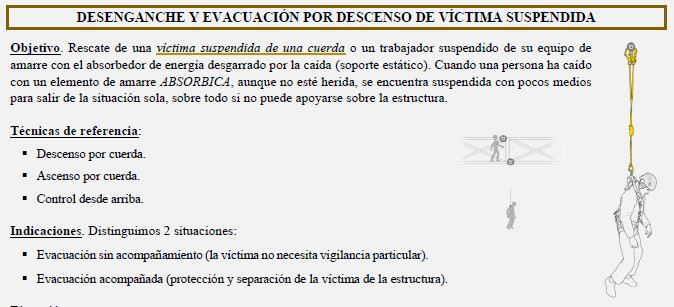 DESENGANCHE Y EVACUACIÓN POR DESCENSO DE VÍCTIMA SUSPENDIDA
Objetivo. Rescate de una víctima suspendida de una cuerda o un trabajador suspendido de su equipo de
amarre con el absorbedor de energía desgarrado por la caída (soporte estático). Cuando una persona ha caído
con un elemento de amarre ABSORBICA, aunque no esté herida, se encuentra suspendida con pocos medios
para salir de la situación sola, sobre todo si no puede apoyarse sobre la estructura.
Técnicas de referencia:
▪ Descenso por cuerda.
▪ Ascenso por cuerda.
▪ Control desde arriba.
Indicaciones. Distinguimos 2 situaciones:
▪ Evacuación sin acompañamiento (la víctima no necesita vigilancia particular).
▪ Evacuación acompañada (protección y separación de la víctima de la estructura).